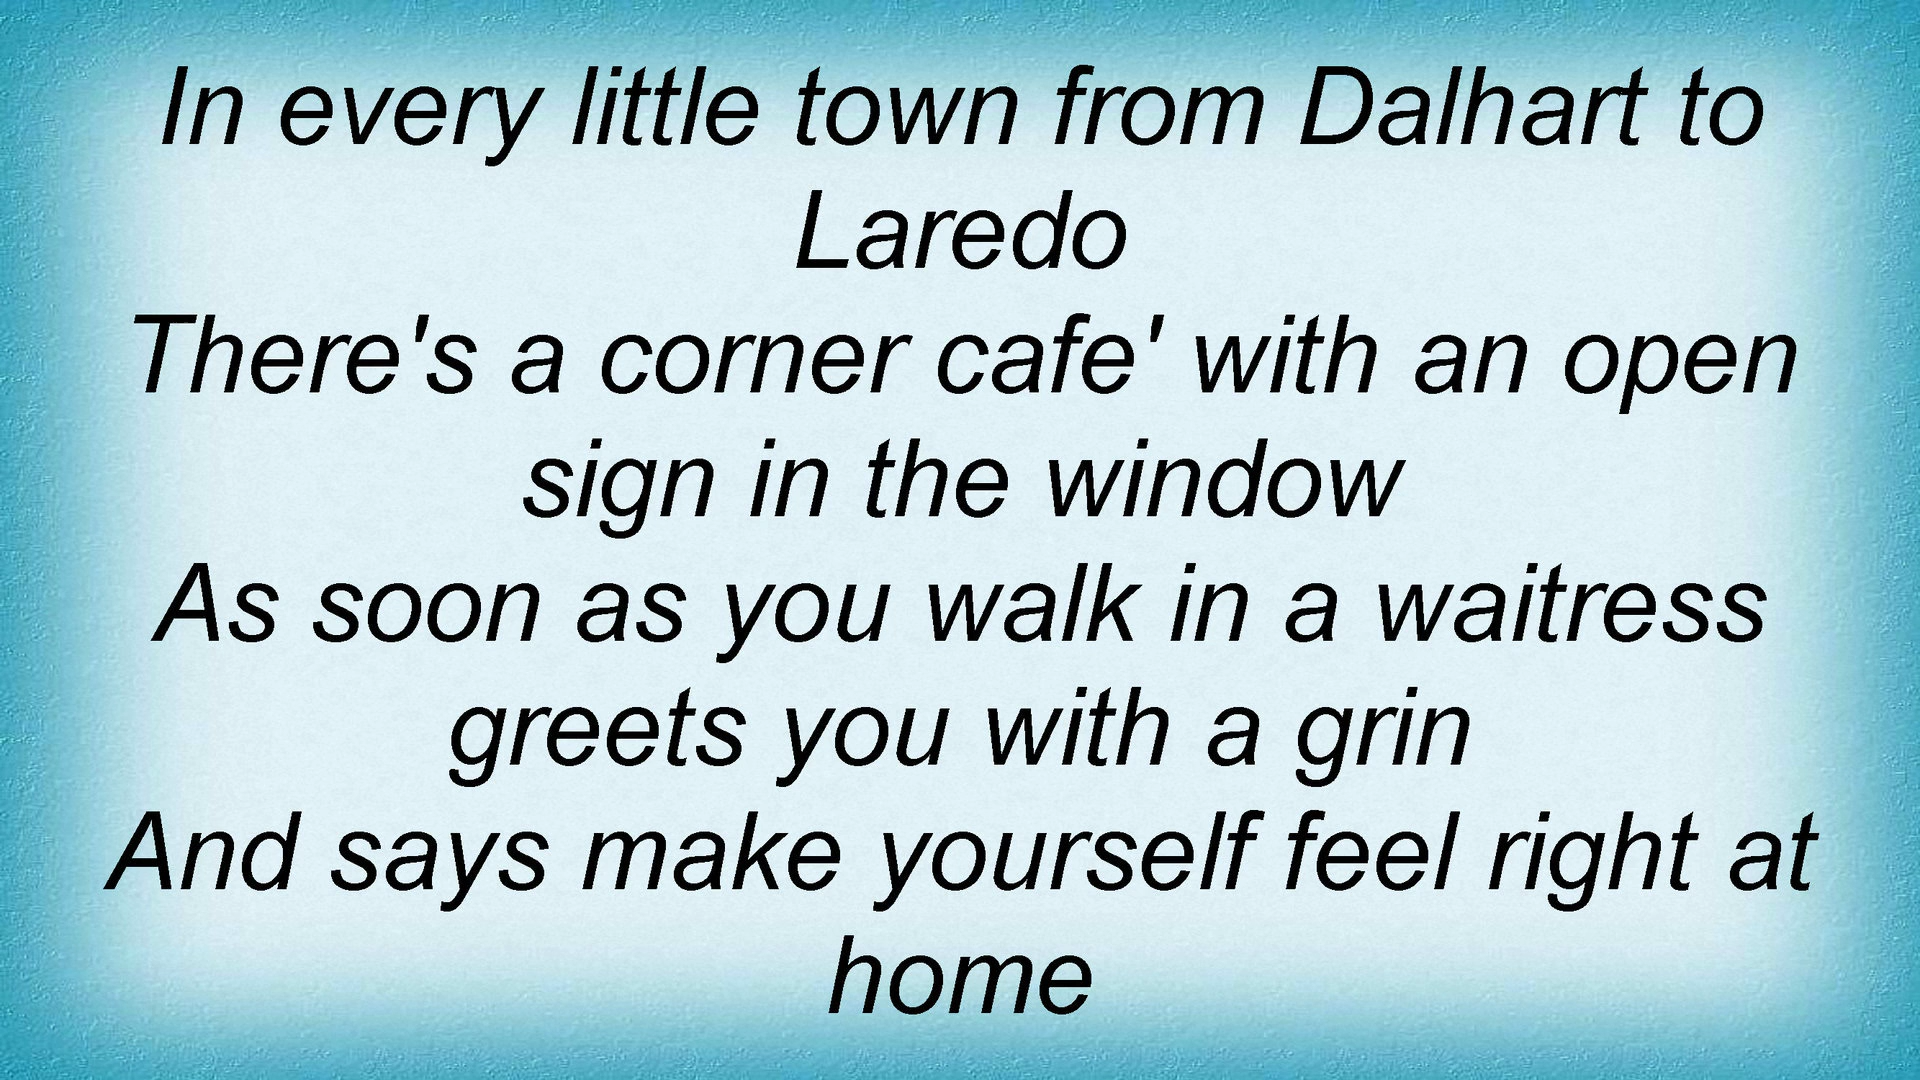 In every little town from Dalhart to
Laredo
There's a corner cafe' with an open
sign in the window
As soon as you walk in a waitress
greets you with a grin
And says make yourself feel right at
home